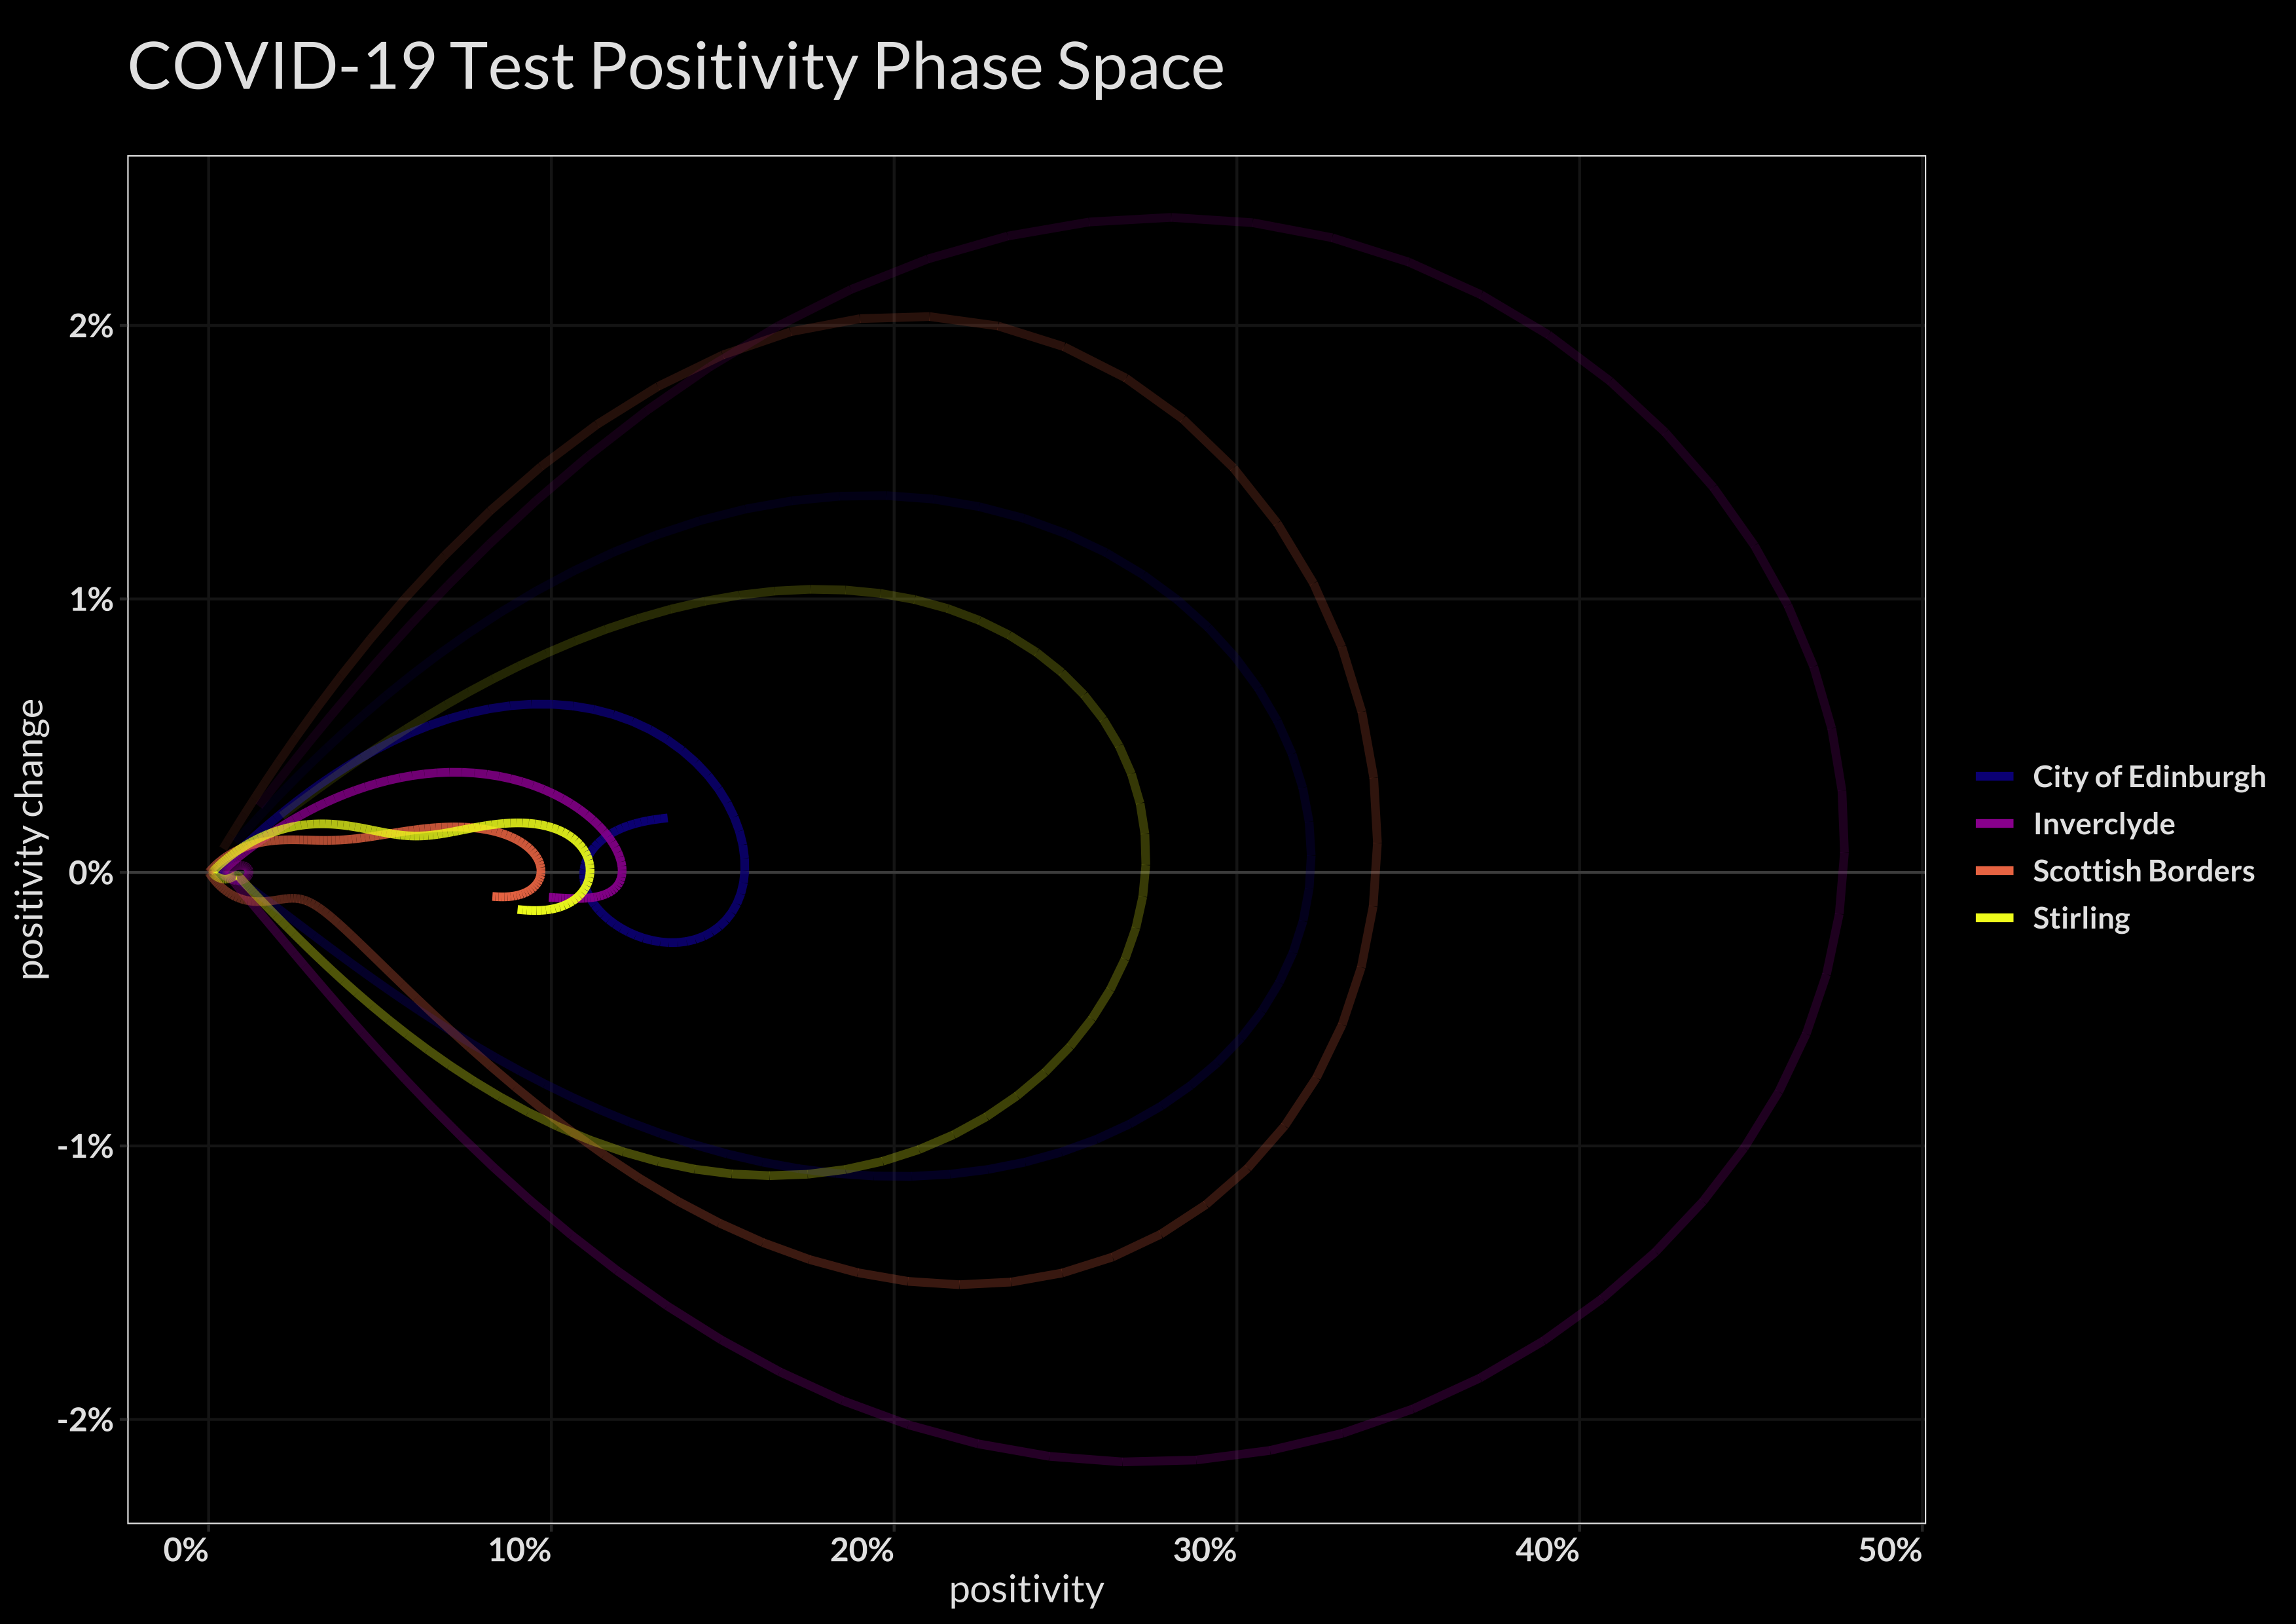 COVID-19 Test Positivity Phase Space
positivity change
2%
1%
0%
-1%
-2%
0% 10% 20% 30% 40% 50%
positivity
City of Edinburgh
Inverclyde
Scottish Borders
Stirling